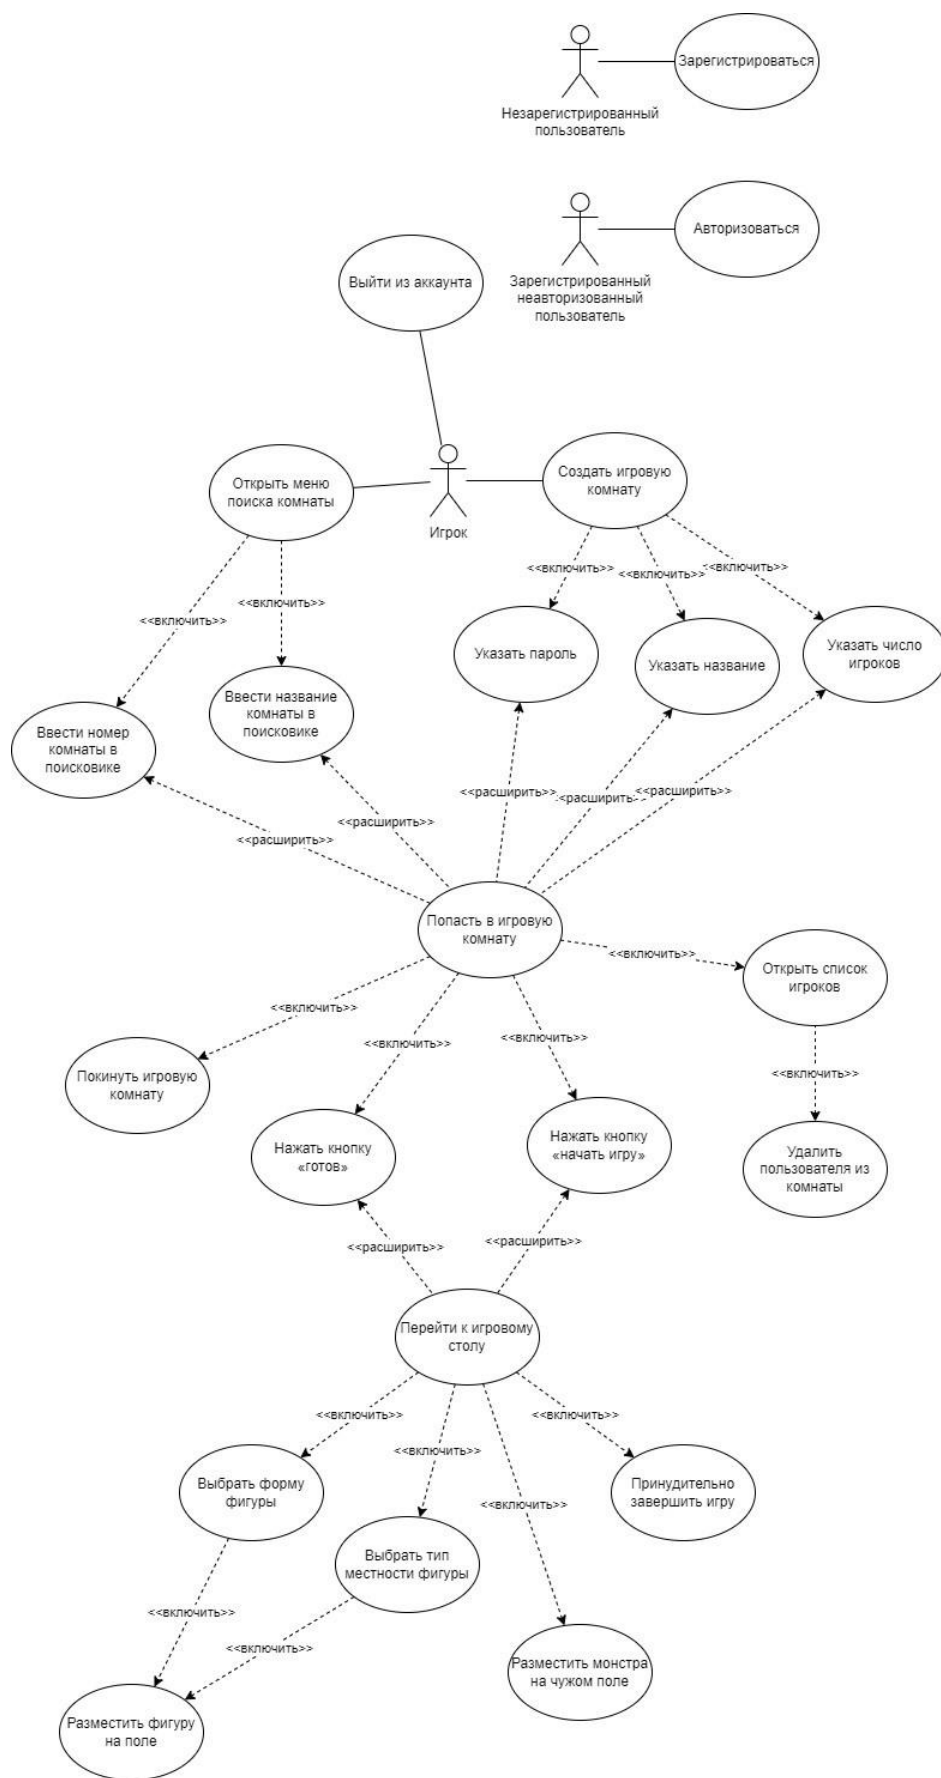 Зарегистрироваться
Незарегистрированный
пользователь
Авторизоваться
Зарегистрированный
неавторизованный
пользователь
Выйти из аккаунта
Открыть меню
поиска комнаты
Игрок
Создать игровую
комнату
<<включить>>
<<включить>>
<<включить>>
<<включить>>
<<включить>>
Указать пароль
Указать название
Указать число
игроков
Ввести номер
комнаты в
поисковике
Ввести название
комнаты в
поисковике
<<расширить>>
<<расширить>>
<<расширить>>
<<расширить>>
<<расширить>>
Попасть в игровую
комнату
<<включить>>
Открыть список
игроков
<<включить>>
<<включить>>
<<включить>>
<<включить>>
Покинуть игровую
комнату
Нажать кнопку
«готов»
Нажать кнопку
«начать игру»
Удалить
пользователя из
комнаты
<<расширить>>
<<расширить>>
Перейти к игровому
столу
<<включить>>
<<включить>>
<<включить>>
<<включить>>
Выбрать форму
фигуры
Принудительно
завершить игру
Выбрать тип
местности фигуры
<<включить>>
<<включить>>
Разместить монстра
на чужом поле
Разместить фигуру
на поле